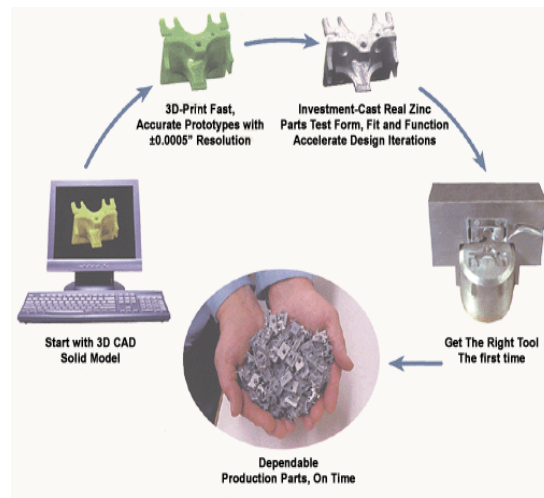 3D-Print Fast,
Accurate Prototypes with
±0.0005" Resolution
Investment-Cast Real Zinc
Parts Test Form, Fit and Function
Accelerate Design Iterations
Start with 3D CAD
Solid Model
Get The Right Tool
The first time
Dependable
Production Parts, On Time